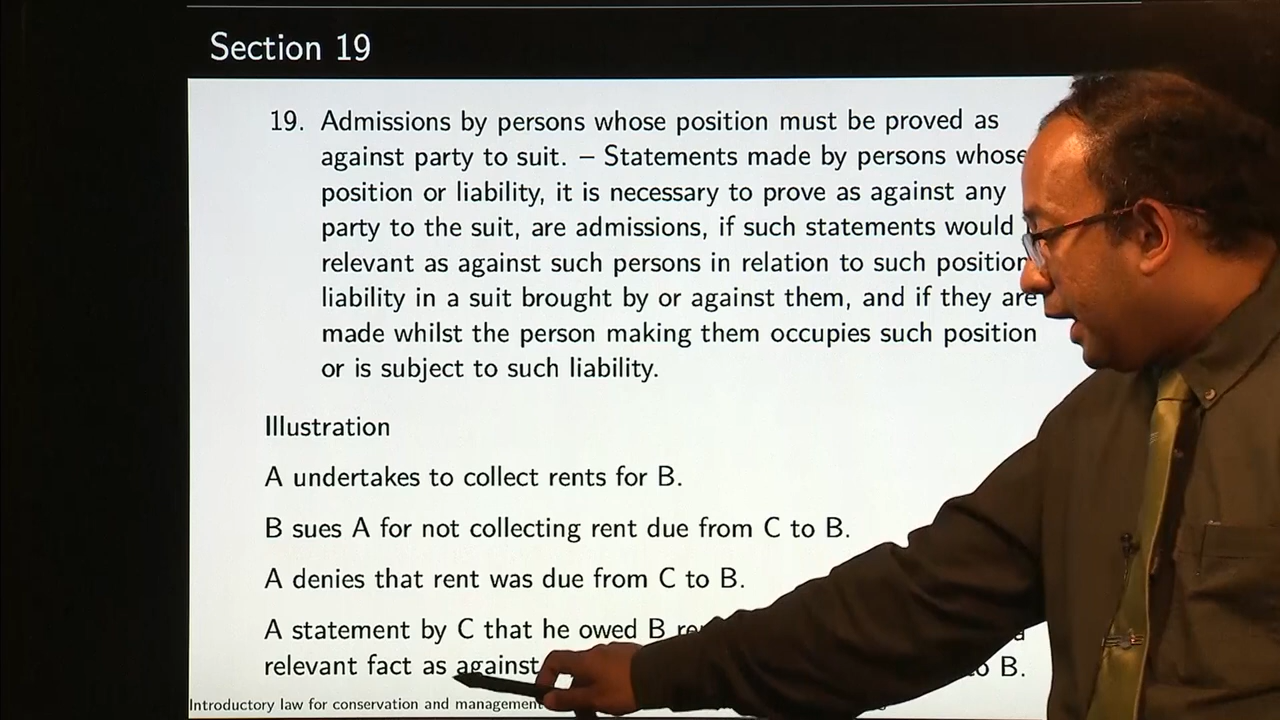 Section 19
19. Admissions by persons whose position must be proved as
against party to suit. – Statements made by persons whose
position or liability, it is necessary to prove as against any
party to the suit, are admissions, if such statements would
relevant as against such persons in relation to such position
liability in a suit brought by or against them, and if they are
made whilst the person making them occupies such position
or is subject to such liability.
Illustration
A undertakes to collect rents for B.
B sues A for not collecting rent due from C to B.
A denies that rent was due from C to B.
A statement by C that he owed B
relevant fact as against B.
Introductory law for conservation and management